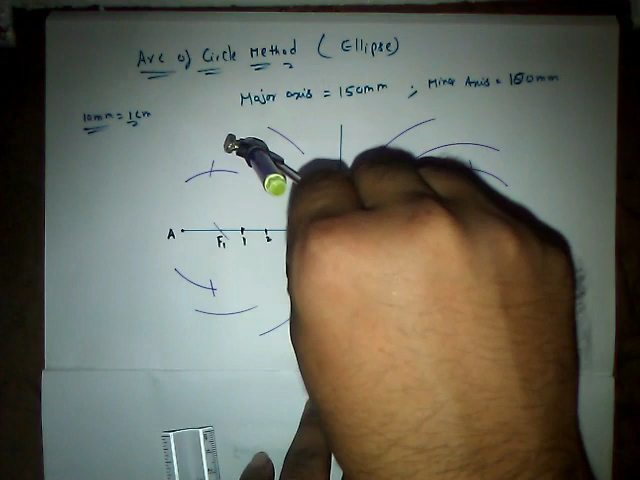 Arc of Circle Method ( Ellipse)
Major axis = 150mm ; Minor Axis = 100mm
10mm = 1cm
A
F1 1 2